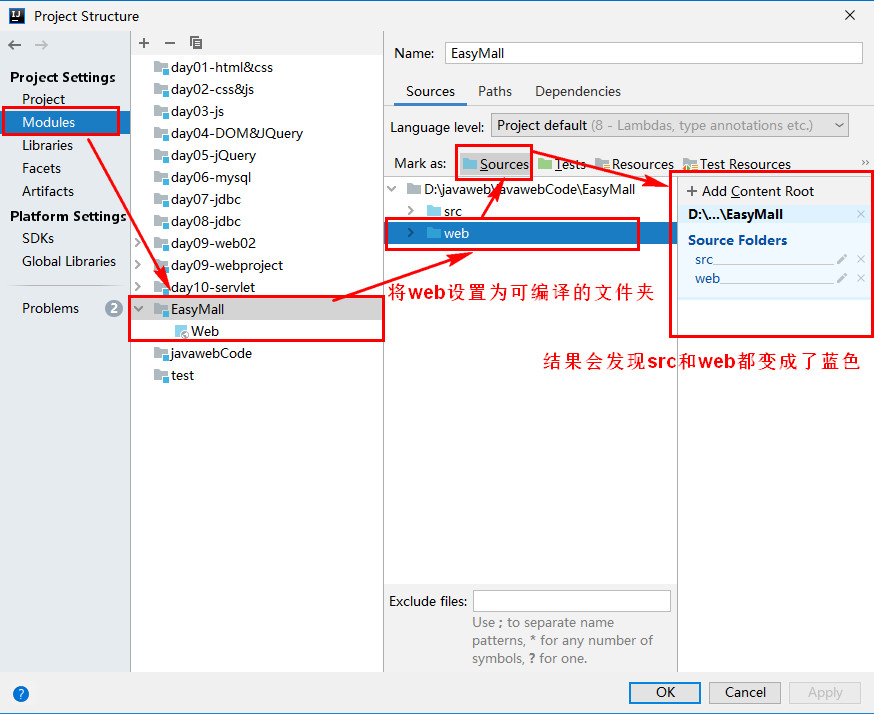 Project Structure
Project Settings
Project
Modules
Libraries
Facets
Artifacts
Platform Settings
SDKs
Global Libraries
Problems
2
day01-html&css
day02-css&js
day03-js
day04-DOM&JQuery
day05-jQuery
day06-mysql
day07-jdbc
day08-jdbc
day09-web02
day09-webproject
day10-servlet
EasyMall
Web
javawebCode
test
Name: EasyMall
Sources Paths Dependencies
Language level: Project default (8 - Lambdas, type annotations etc.)
Mark as: Sources Tests Resources Test Resources »
D:\javaweb\javawebCode\EasyMall
src
web
将web设置为可编译的文件夹
+ Add Content Root
D:\...\EasyMall
Source Folders
src
web
结果会发现src和web都变成了蓝色
Exclude files:
Use ; to separate name
patterns, * for any number of
symbols, ? for one.
?
OK Cancel Apply